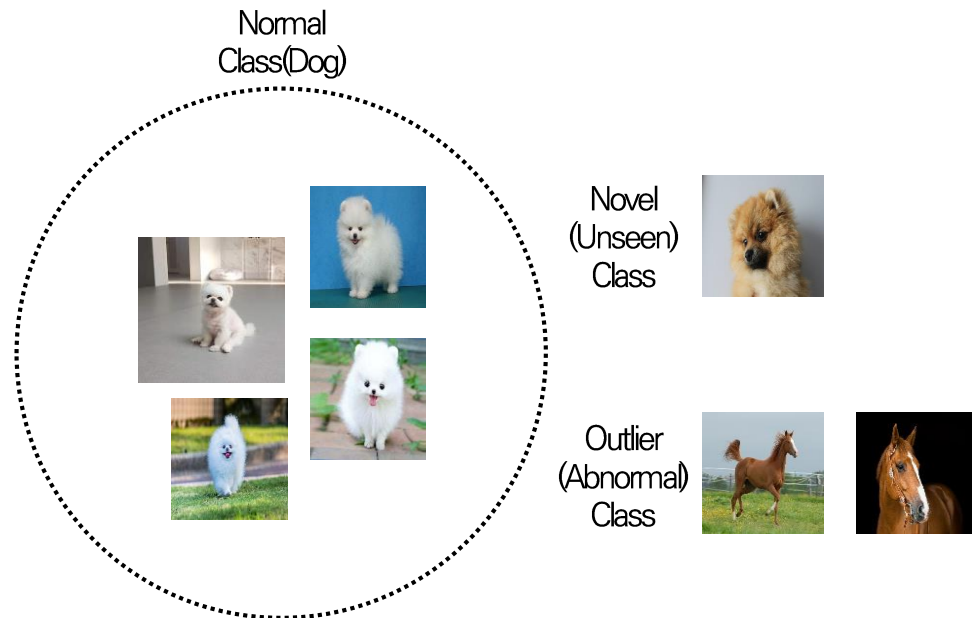 Normal
Class(Dog)
Novel
(Unseen)
Class
Outlier
(Abnormal)
Class